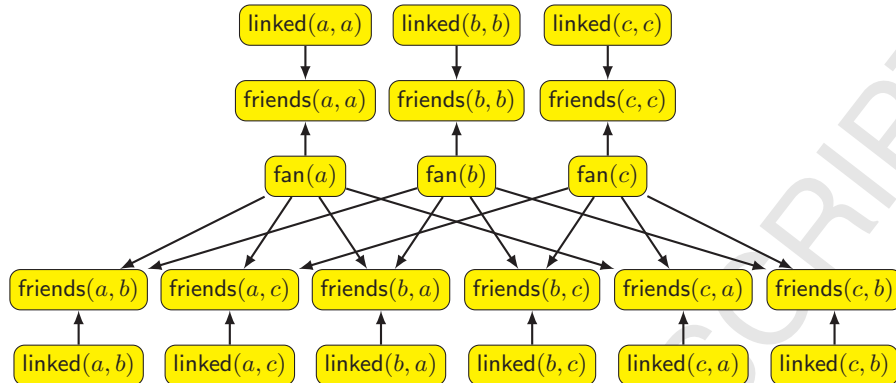 linked(a, a) linked(b, b) linked(c, c)
friends(a, a) friends(b, b) friends(c, c)
fan(a) fan(b) fan(c)
friends(a, b) friends(a, c) friends(b, a) friends(b, c) friends(c, a) friends(c, b)
linked(a, b) linked(a, c) linked(b, a) linked(b, c) linked(c, a) linked(c, b)
SCRIPT